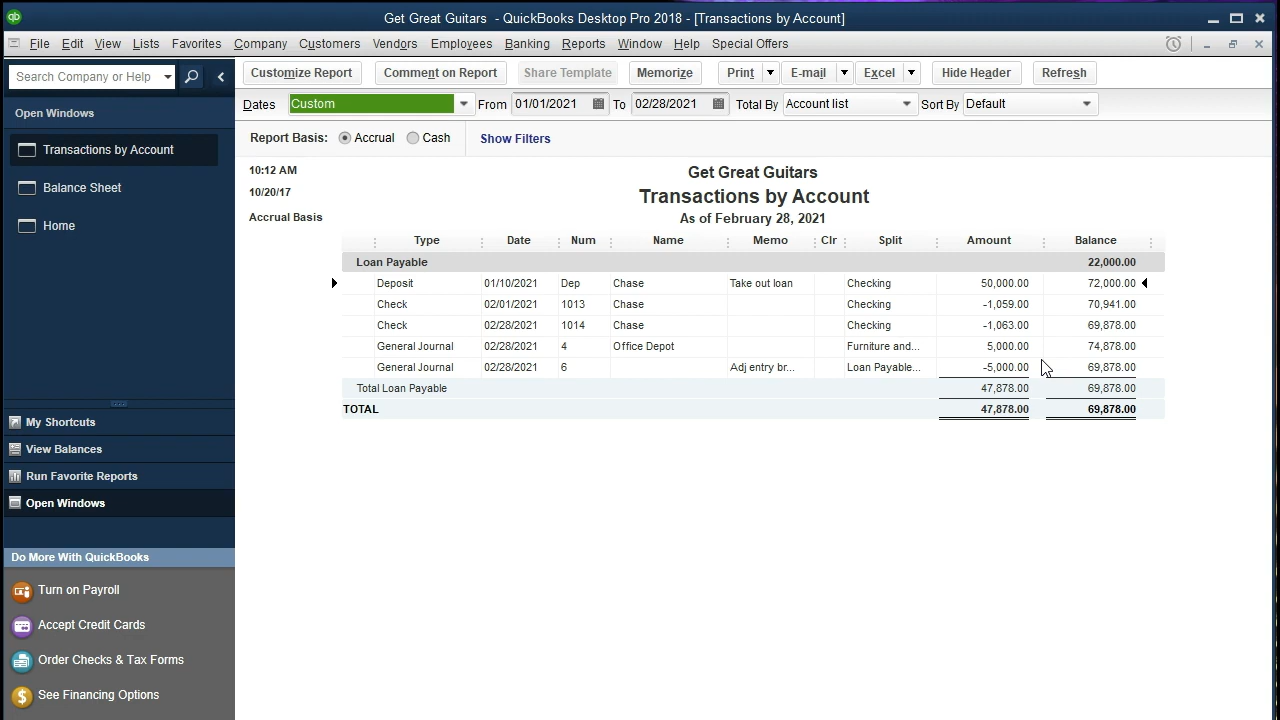 Get Great Guitars - QuickBooks Desktop Pro 2018 - [Transactions by Account]
File Edit View Lists Favorites Company Customers Vendors Employees Banking Reports Window Help Special Offers
Search Company or Help
Customize Report Comment on Report Share Template Memorize Print E-mail Excel Hide Header Refresh
Dates Custom From 01/01/2021 To 02/28/2021 Total By Account list Sort By Default
Report Basis: Accrual Cash Show Filters
Open Windows
Transactions by Account
Balance Sheet
Home
My Shortcuts
View Balances
Run Favorite Reports
Open Windows
Do More With QuickBooks
Turn on Payroll
Accept Credit Cards
Order Checks & Tax Forms
See Financing Options
10:12 AM
10/20/17
Accrual Basis
Get Great Guitars
Transactions by Account
As of February 28, 2021
Type Date Num Name Memo Clr Split Amount Balance
Loan Payable 22,000.00
Deposit 01/10/2021 Dep Chase Take out loan Checking 50,000.00 72,000.00
Check 02/01/2021 1013 Chase Checking -1,059.00 70,941.00
Check 02/28/2021 1014 Chase Checking -1,063.00 69,878.00
General Journal 02/28/2021 4 Office Depot Furniture and... 5,000.00 74,878.00
General Journal 02/28/2021 6 Adj entry br... Loan Payable... -5,000.00 69,878.00
Total Loan Payable 47,878.00 69,878.00
TOTAL 47,878.00 69,878.00